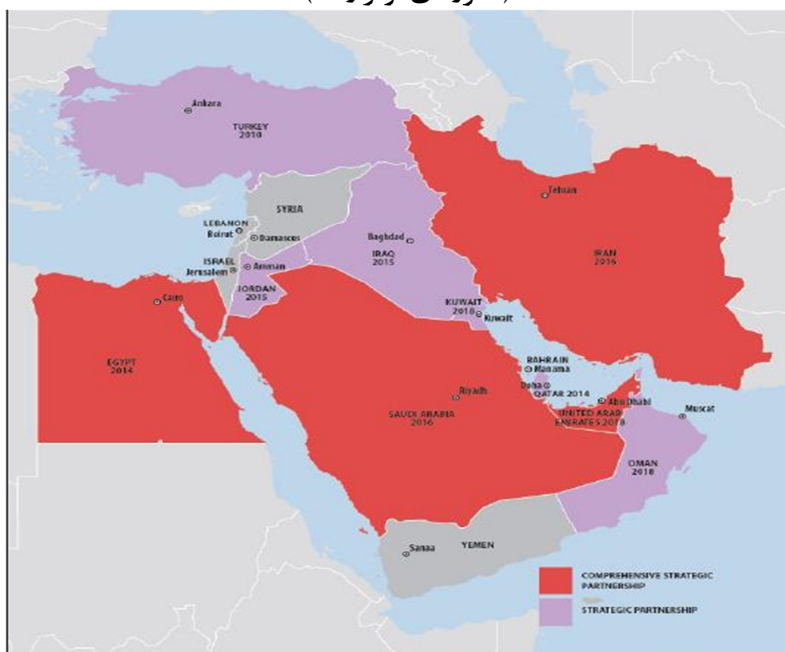 Ankara
TURKEY
2010
SYRIA
LEBANON
Beirut
Damascus
ISRAEL
Jerusalem
Amman
JORDAN
2015
Baghdad
IRAQ
2015
Tehran
IRAN
2016
KUWAIT
2018
Kuwait
Cairo
EGYPT
2014
BAHRAIN
Manama
Doha
QATAR 2014
Abu Dhabi
UNITED ARAB
EMIRATES 2018
Riyadh
SAUDI ARABIA
2016
Muscat
OMAN
2018
Sanaa
YEMEN
COMPREHENSIVE STRATEGIC
PARTNERSHIP
STRATEGIC PARTNERSHIP